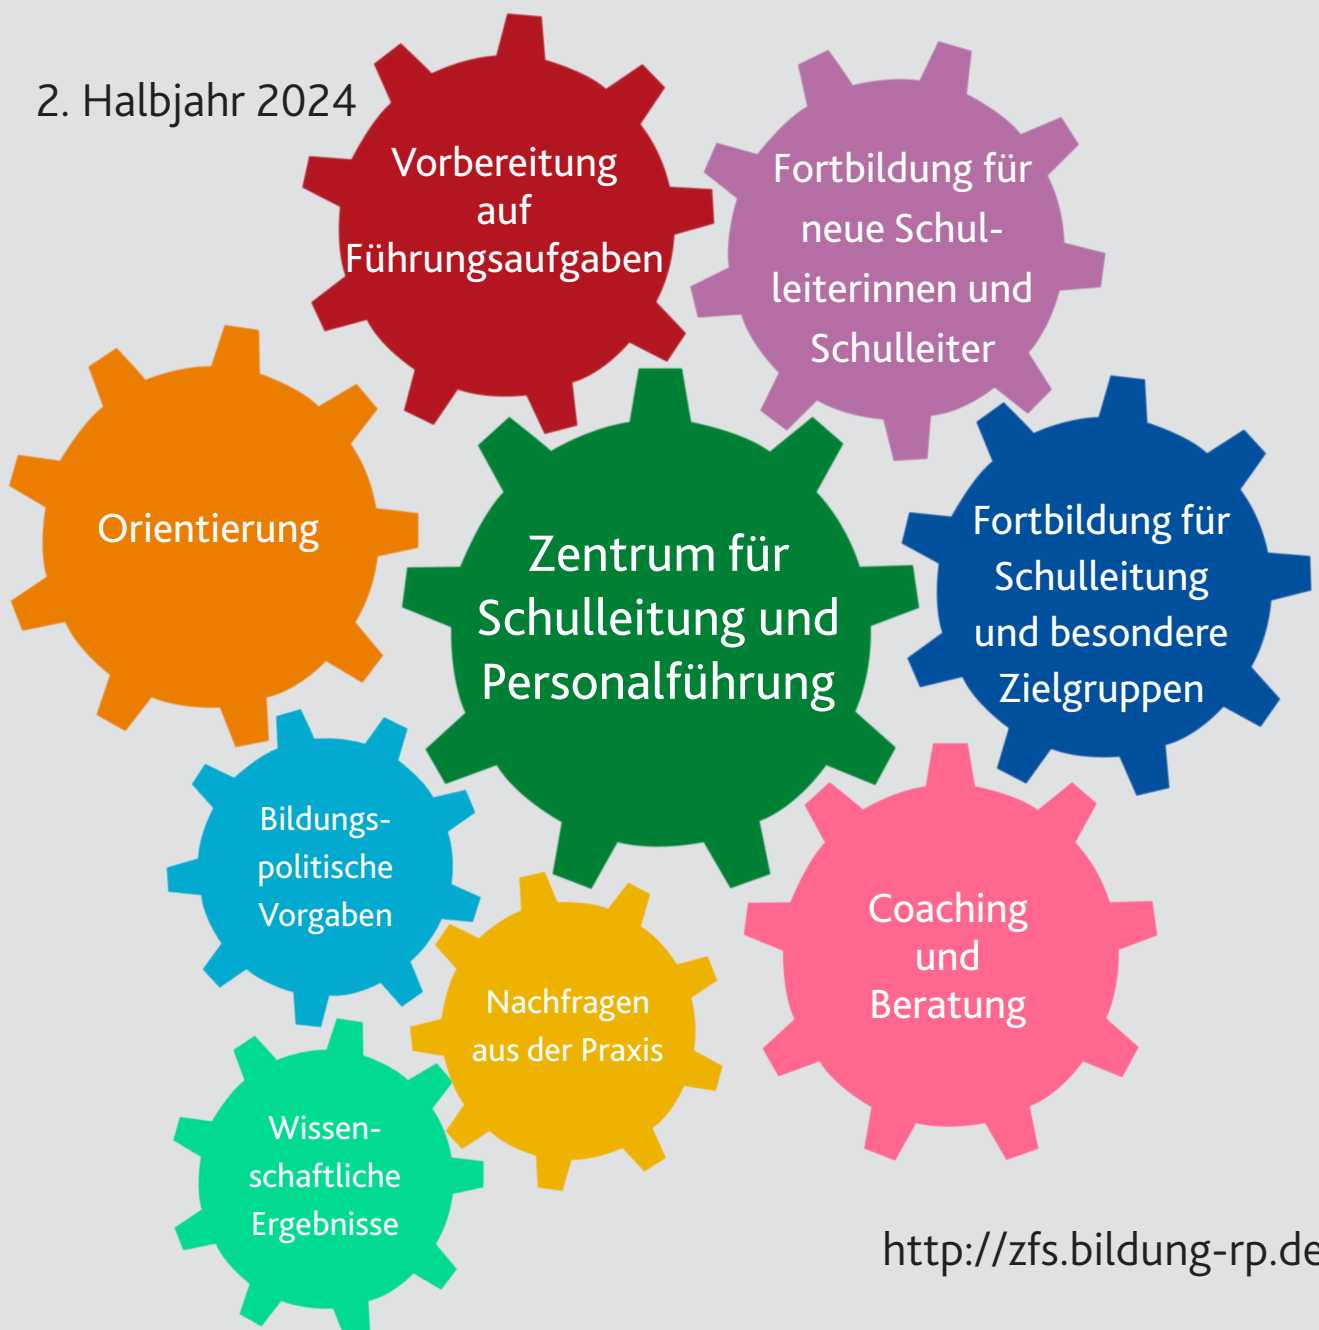 2. Halbjahr 2024
Vorbereitung
auf
Führungsaufgaben
Fortbildung für
neue Schul-
leiterinnen und
Schulleiter
Orientierung
Zentrum für
Schulleitung und
Personalführung
Fortbildung für
Schulleitung
und besondere
Zielgruppen
Bildungs-
politische
Vorgaben
Nachfragen
aus der Praxis
Coaching
und
Beratung
Wissen-
schaftliche
Ergebnisse
http://zfs.bildung-rp.de